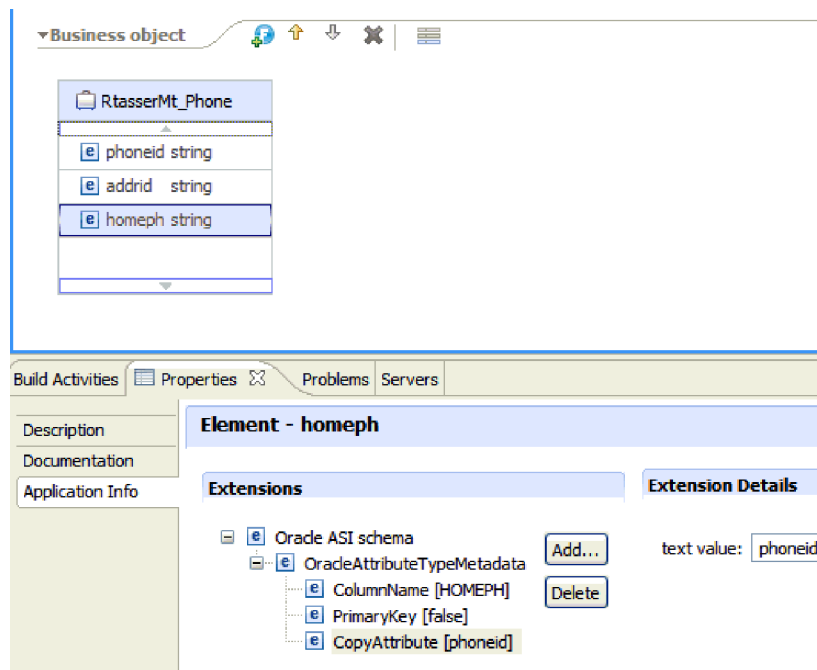 Business object
RtasserMt_Phone
e phoneid string
e addrid string
e homeph string
Build Activities Properties Problems Servers
Description
Documentation
Application Info
Element - homeph
Extensions
e Oracle ASI schema
e OracleAttributeTypeMetadata
e ColumnName [HOMEPH]
e PrimaryKey [false]
e CopyAttribute [phoneid]
Add...
Delete
Extension Details
text value: phoneid